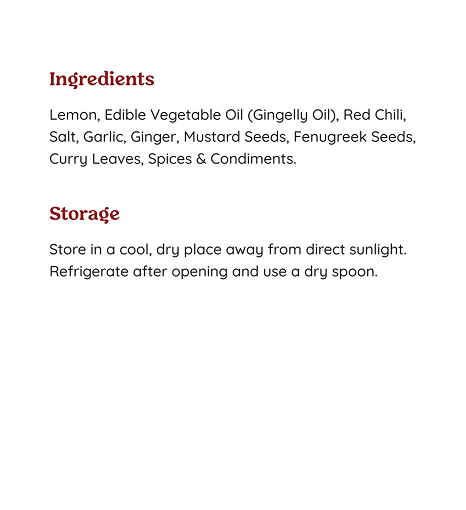 Ingredients
Lemon, Edible Vegetable Oil (Gingelly Oil), Red Chili,
Salt, Garlic, Ginger, Mustard Seeds, Fenugreek Seeds,
Curry Leaves, Spices & Condiments.
Storage
Store in a cool, dry place away from direct sunlight.
Refrigerate after opening and use a dry spoon.